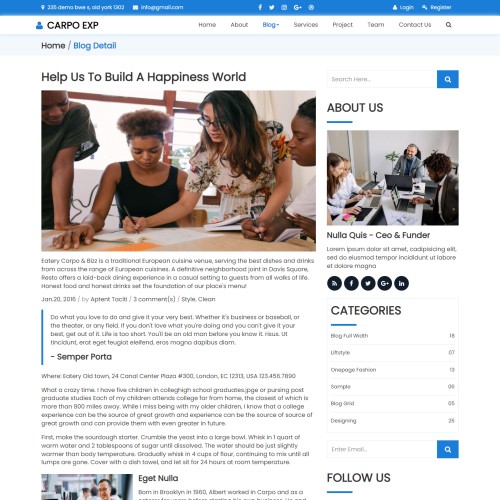 235 demo bwe s, old york 1302 info@gmail.com Login Register
CARPO EXP Home About Blog Services Project Team Contact Us
Home / Blog Detail
Help Us To Build A Happiness World
Eatery Carpo & Bizz is a traditional European cuisine venue, serving the best dishes and drinks
from across the range of European cuisines. A definitive neighborhood joint in Davis Square,
Resto offers a laid-back dining experience in a casual setting to guests from all walks of life.
Honest food and honest drinks set the foundation of our place's menu!
Jan,20, 2016 / by Aptent Taciti / 3 comment(s) / Style, Clean
Do what you love to do and give it your very best. Whether it's business or baseball, or
the theater, or any field. If you don't love what you're doing and you can't give it your
best, get out of it. Life is too short. You'll be an old man before you know it. risus. Ut
tincidunt, erat eget feugiat eleifend, eros magna dapibus diam.
- Semper Porta
Where: Eatery Old town, 24 Canal Center Plaza #300, London, EC 12313, USA 123.456.7890
What a crazy time. I have five children in colleghigh school graduates.jpge or pursing post
graduate studies Each of my children attends college far from home, the closest of which is
more than 800 miles away. While I miss being with my older children, I know that a college
experience can be the source of great growth and experience can be the source of source of
great growth and can provide them with even greater in future.
First, make the sourdough starter. Crumble the yeast into a large bowl. Whisk in 1 quart of
warm water and 2 tablespoons of sugar until dissolved. The water should be just slightly
warmer than body temperature. Gradually whisk in 4 cups of flour, continuing to mix until all
lumps are gone. Cover with a dish towel, and let sit for 24 hours at room temperature.
Eget Nulla
Born in Brooklyn in 1960, Albert worked in Carpo and as a
Search Here...
ABOUT US
Nulla Quis - Ceo & Funder
Lorem ipsum dolor sit amet, cadipisicing elit,
sed do eiusmod tempor incididunt ut labore
et dolore magna
CATEGORIES
Blog Full Width 18
Liftstyle 07
Onepage Fashion 13
Sample 06
Blog Grid 05
Designing 26
Enter Email...
FOLLOW US